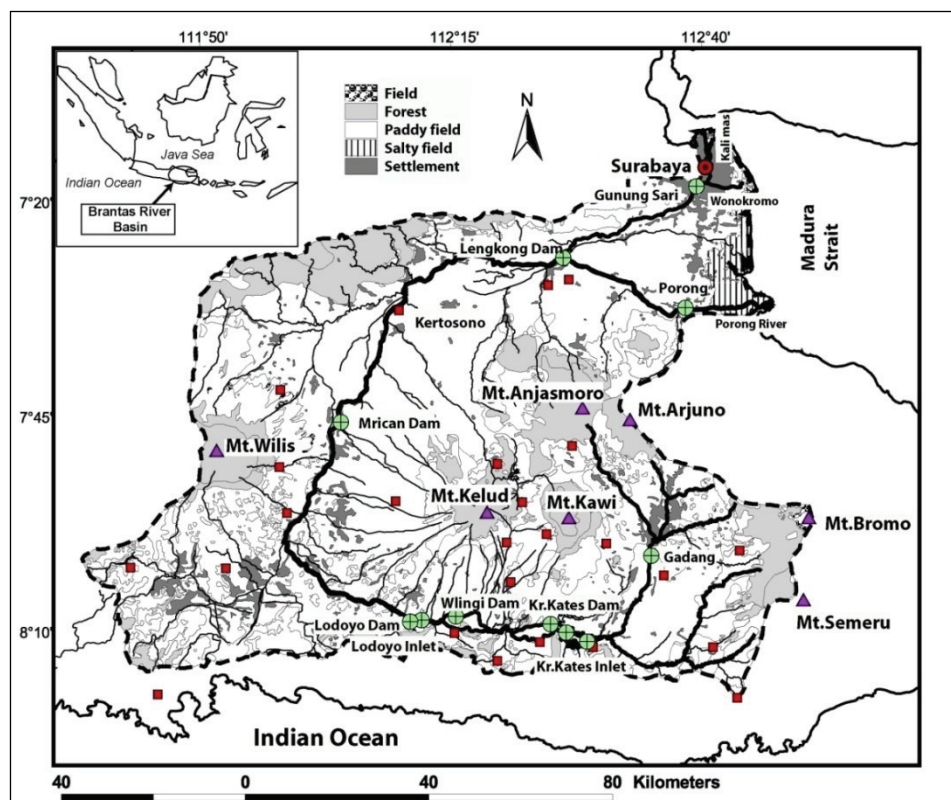 111°50'
112°15'
112°40'
Java Sea
Indian Ocean
Brantas River
Basin
Field
Forest
Paddy field
Salty field
Settlement
N
Kali mas
Surabaya
Gunung Sari
Wonokromo
7°20'
Madura
Strait
Lengkong Dam
Porong
Porong River
Kertosono
7°45'
Mt.Anjasmoro
Mt.Arjuno
Mrican Dam
Mt.Wilis
Mt.Kelud
Mt.Kawi
Mt.Bromo
Gadang
Mt.Semeru
8°10'
Wlingi Dam
Kr.Kates Dam
Lodoyo Dam
Lodoyo Inlet
Kr.Kates Inlet
Indian Ocean
40
0
40
80
Kilometers